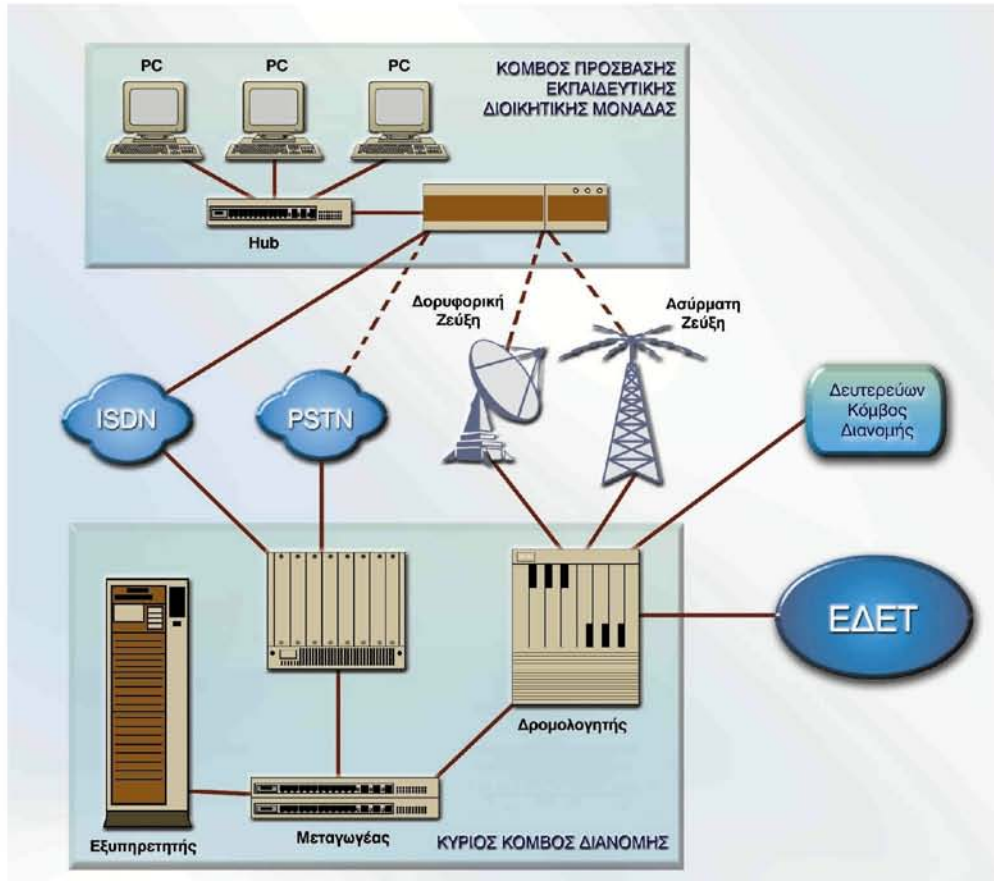 PC
PC
PC
ΚΟΜΒΟΣ ΠΡΟΣΒΑΣΗΣ
ΕΚΠΑΙΔΕΥΤΙΚΗΣ
ΔΙΟΙΚΗΤΙΚΗΣ ΜΟΝΑΔΑΣ
Hub
Δορυφορική
Ζεύξη
Ασύρματη
Ζεύξη
ISDN
PSTN
Δευτερεύων
Κόμβος
Διανομής
ΕΔΕΤ
Δρομολογητής
Εξυπηρετητής
Μεταγωγέας
ΚΥΡΙΟΣ ΚΟΜΒΟΣ ΔΙΑΝΟΜΗΣ